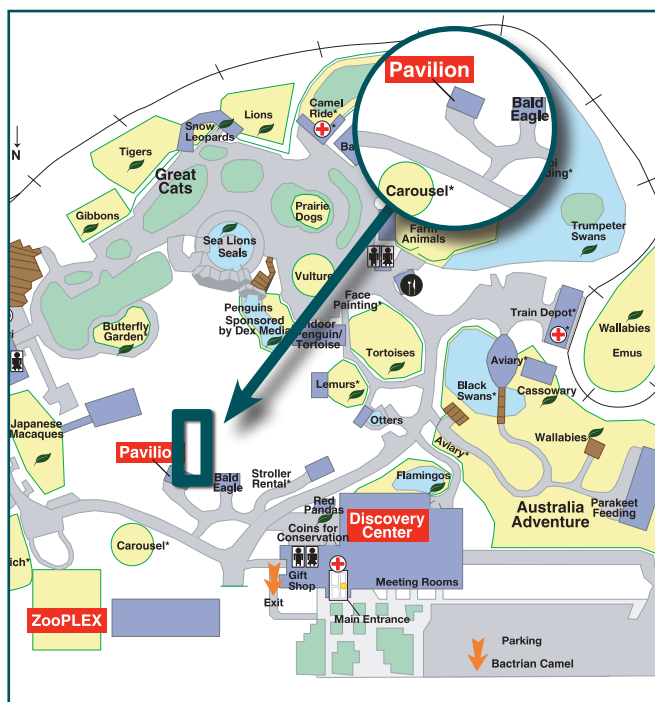 Pavilion
Bald
Eagle
Carousel*
Camel
Ride*
*
Ba
Lions
Snow
Leopards
N
Tigers
Great
Cats
Gibbons
Prairie
Dogs
Sea Lions
Seals
Farm
Animals
ding*
Trumpeter
Swans
Vulture
Penguins
Sponsored
by Dex Media
Face
Painting*
Train Depot*
*
Wallabies
Emus
Butterfly
Garden*
Penguin/
Tortoise
Tortoises
Aviary*
Black
Swans*
Cassowary
Lemurs*
Otters
Japanese
Macaques
Wallabies
Aviary*
Pavilio
Bald
Eagle
Stroller
Rental*
Flamingos
Australia
Adventure
Parakeet
Feeding
Red
Pandas
Coins for
Conservation
Discovery
Center
Carousel*
ich*
Gift
Shop
Meeting Rooms
Exit
ZooPLEX
Main Entrance
Parking
Bactrian Camel